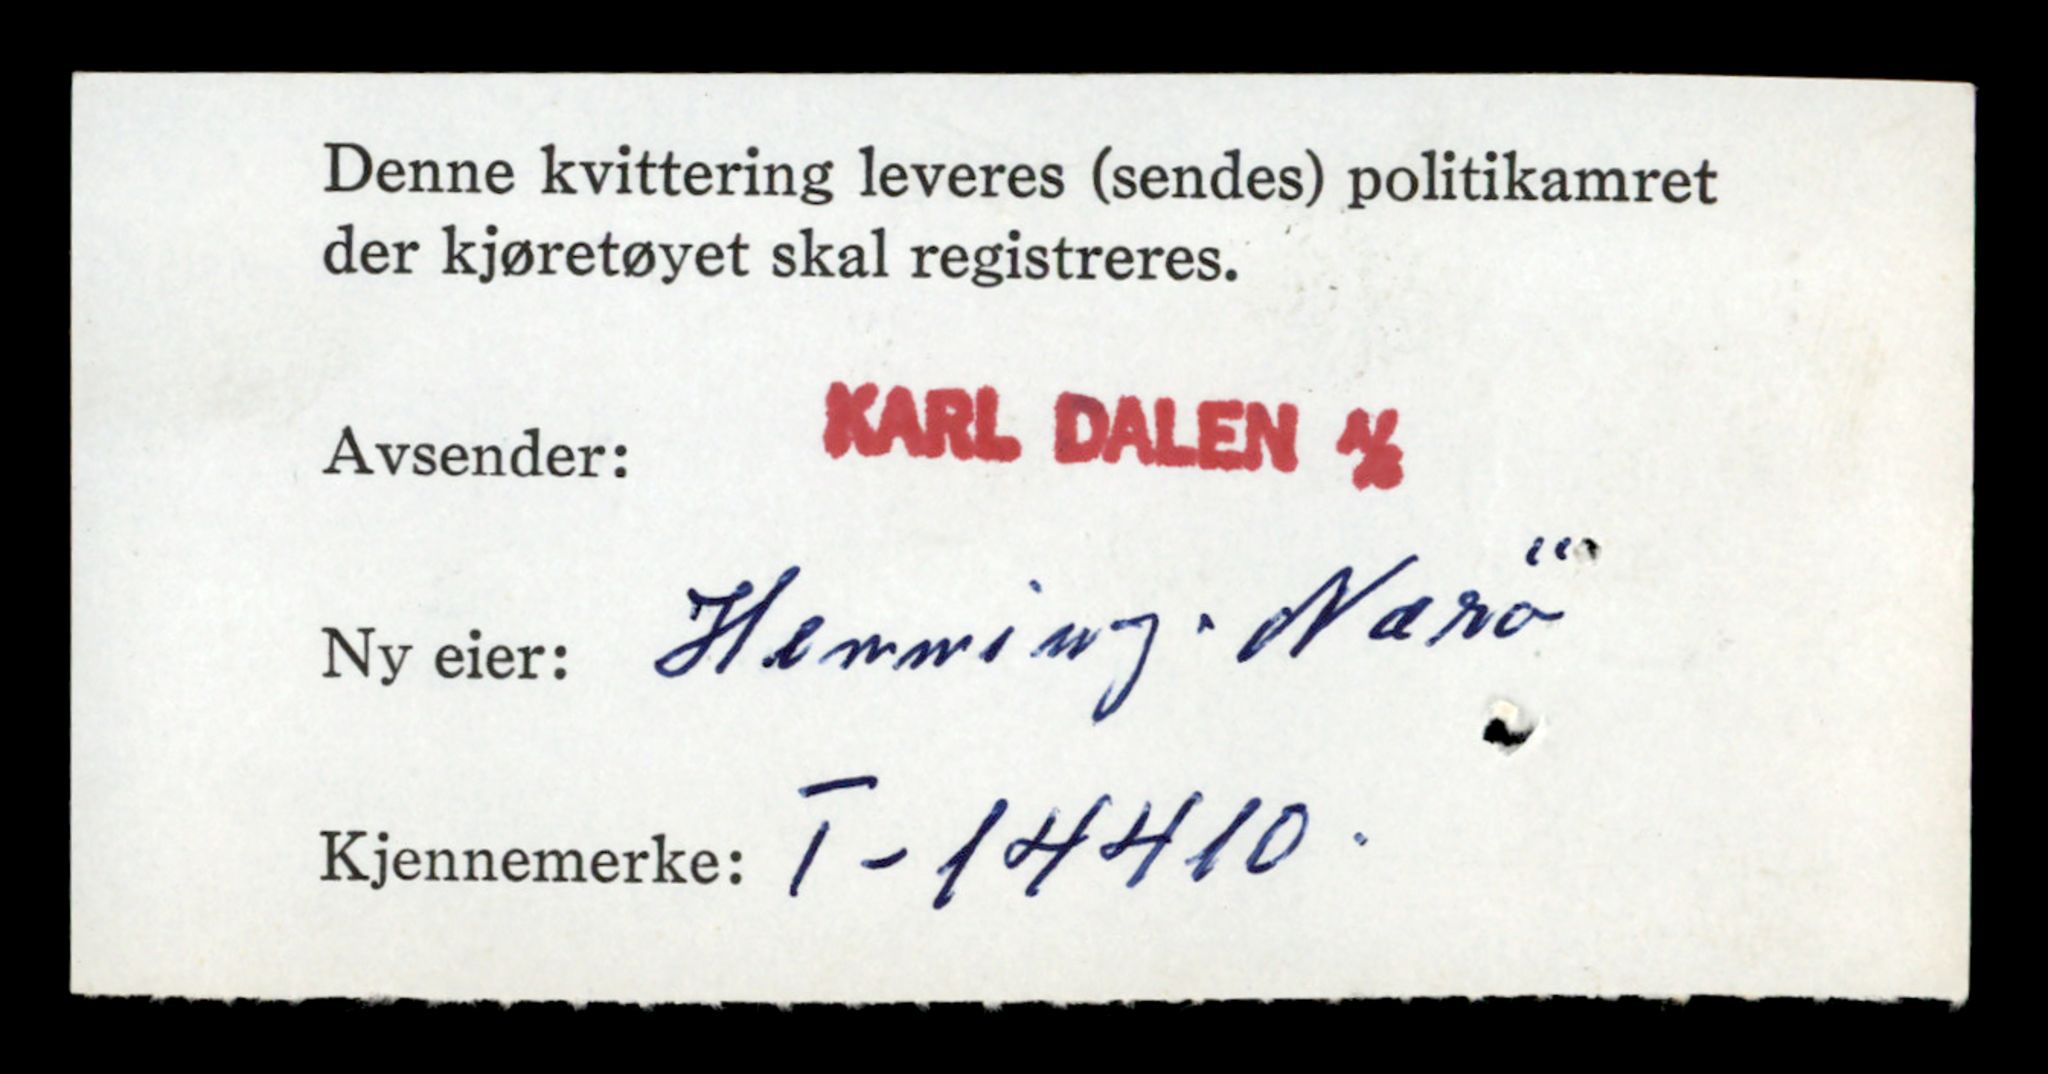 Denne kvittering leveres (sendes) politikamret
der kjøretøyet skal registreres.
Avsender: KARL DALEN A/S
Ny eier: Henning Narö
Kjennemerke: T-14410.